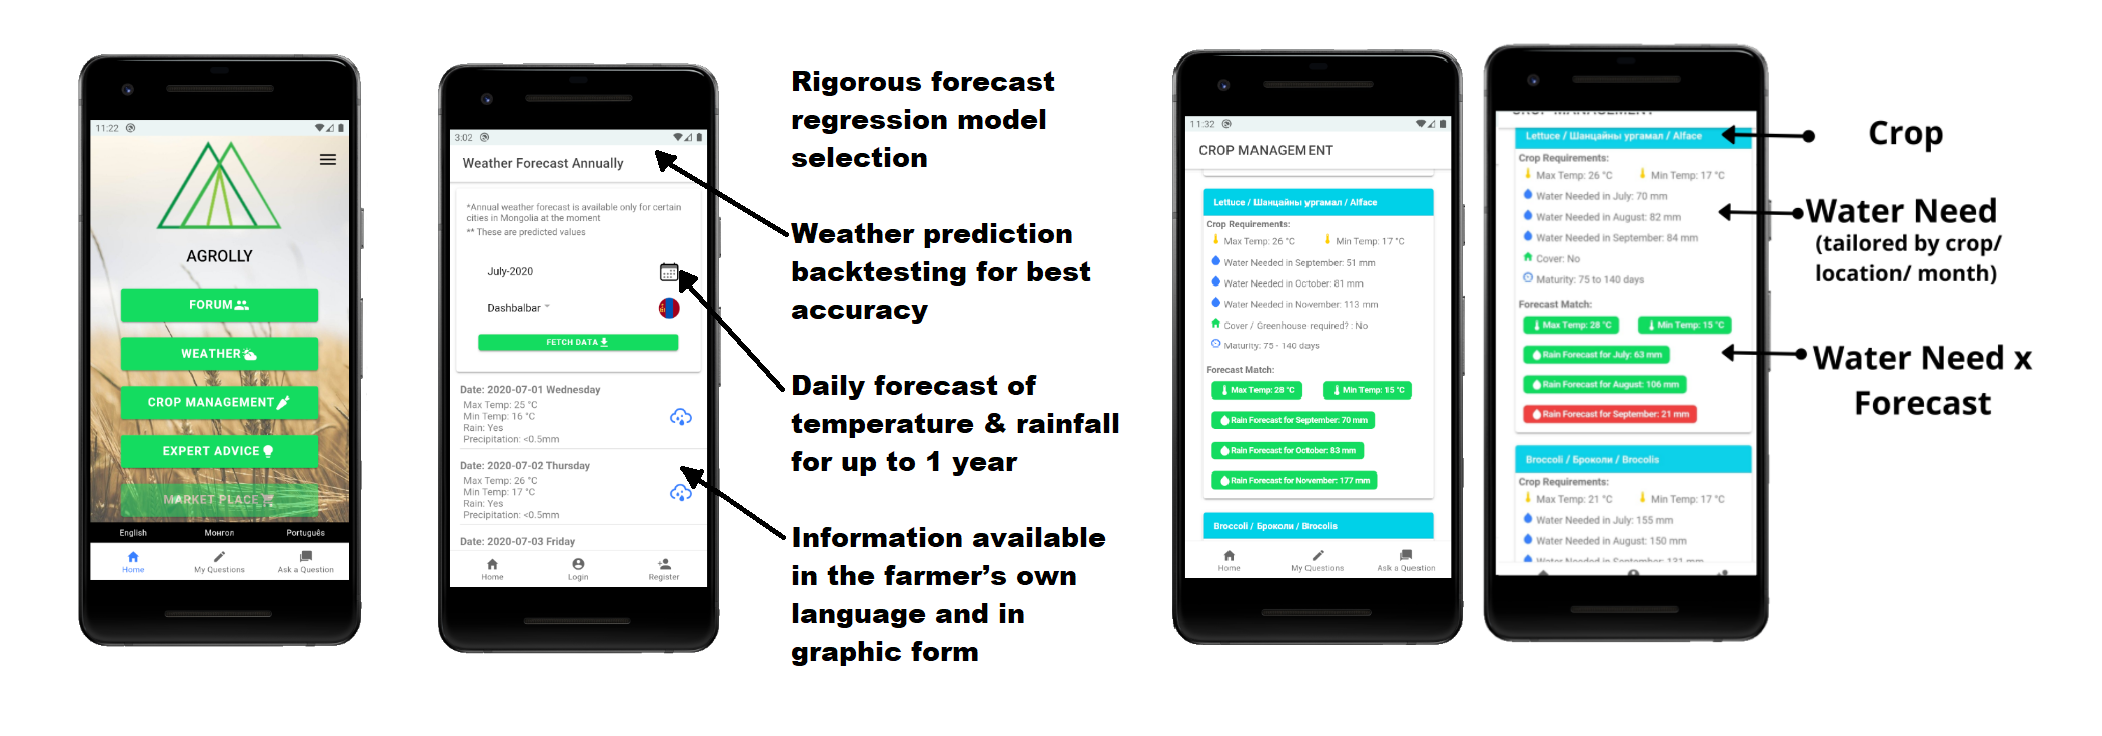 11:22
AGROLLY
FORUM
WEATHER
CROP MANAGEMENT
EXPERT ADVICE
MARKET PLACE
English Монгол Português
Home My Questions Ask a Question
3:02
Weather Forecast Annually
*Annual weather forecast is available only for certain
cities in Mongolia at the moment
** These are predicted values
July-2020
Dashbalbar
FETCH DATA
Date: 2020-07-01 Wednesday
Max Temp: 25 °C
Min Temp: 16 °C
Rain: Yes
Precipitation: <0.5mm
Date: 2020-07-02 Thursday
Max Temp: 26 °C
Min Temp: 17 °C
Rain: Yes
Precipitation: <0.5mm
Date: 2020-07-03 Friday
Home Login Register
Rigorous forecast
regression model
selection
Weather prediction
backtesting for best
accuracy
Daily forecast of
temperature & rainfall
for up to 1 year
Information available
in the farmer's own
language and in
graphic form
11:32
CROP MANAGEMENT
Lettuce / Шанцайны ургамал / Alface
Crop Requirements:
Max Temp: 26 °C Min Temp: 17 °C
Water Needed in September: 51 mm
Water Needed in October: 81 mm
Water Needed in November: 113 mm
Cover / Greenhouse required? : No
Maturity: 75 - 140 days
Forecast Match:
Max Temp: 28 °C Min Temp: 15 °C
Rain Forecast for September: 70 mm
Rain Forecast for October: 83 mm
Rain Forecast for November: 177 mm
Broccoli / Броколи / Brocolis
Home My Questions Ask a Question
CROP MANAGEMENT
Lettuce / Шанцайны ургамал / Alface
Crop Requirements:
Max Temp: 26 °C Min Temp: 17 °C
Water Needed in July: 70 mm
Water Needed in August: 82 mm
Water Needed in September: 84 mm
Cover: No
Maturity: 75 to 140 days
Forecast Match:
Max Temp: 28 °C Min Temp: 15 °C
Rain Forecast for July: 63 mm
Rain Forecast for August: 106 mm
Rain Forecast for September: 21 mm
Broccoli / Броколи / Brocolis
Crop Requirements:
Max Temp: 21 °C Min Temp: 17 °C
Water Needed in July: 155 mm
Water Needed in August: 150 mm
Water Needed in September: 131 mm
Crop
Water Need
(tailored by crop/
location/ month)
Water Need x
Forecast